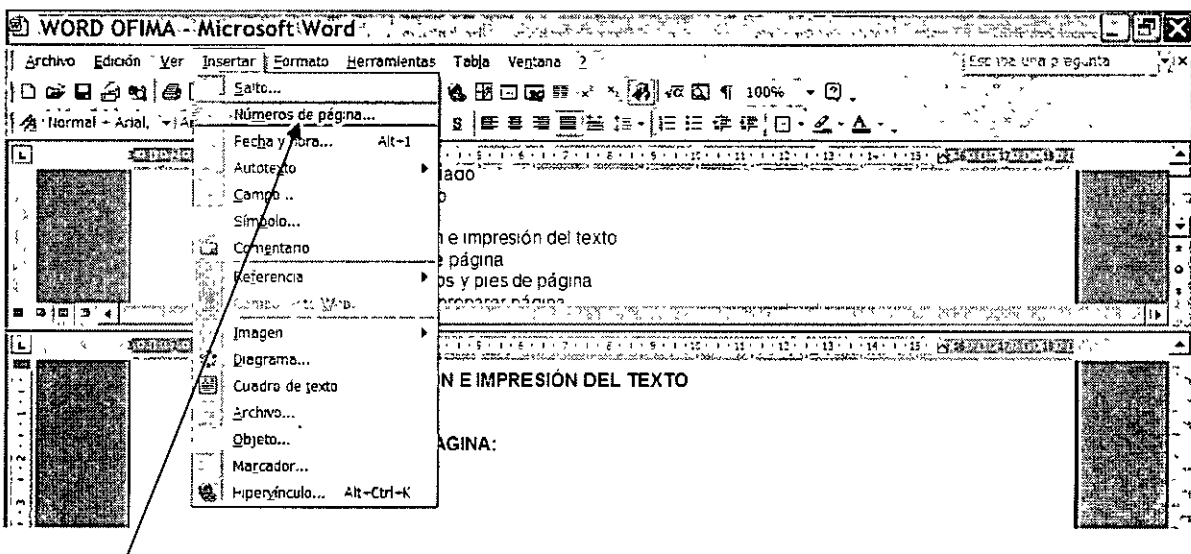 WORD OFIMA - Microsoft Word
Archivo Edición Ver Insertar Formato Herramientas Tabla Ventana ? Escriba una pregunta
Normal + Arial, 100%
Salto...
Números de página...
Fecha y hora... Alt+1
Autotexto
Campo...
Símbolo...
Comentario
Referencia
Imagen
Diagrama...
Cuadro de texto
Archivo...
Objeto...
Marcador...
Hipervínculo... Alt+Ctrl+K
n e impresión del texto
e página
os y pies de página
preparar página
N E IMPRESIÓN DEL TEXTO
ÁGINA: